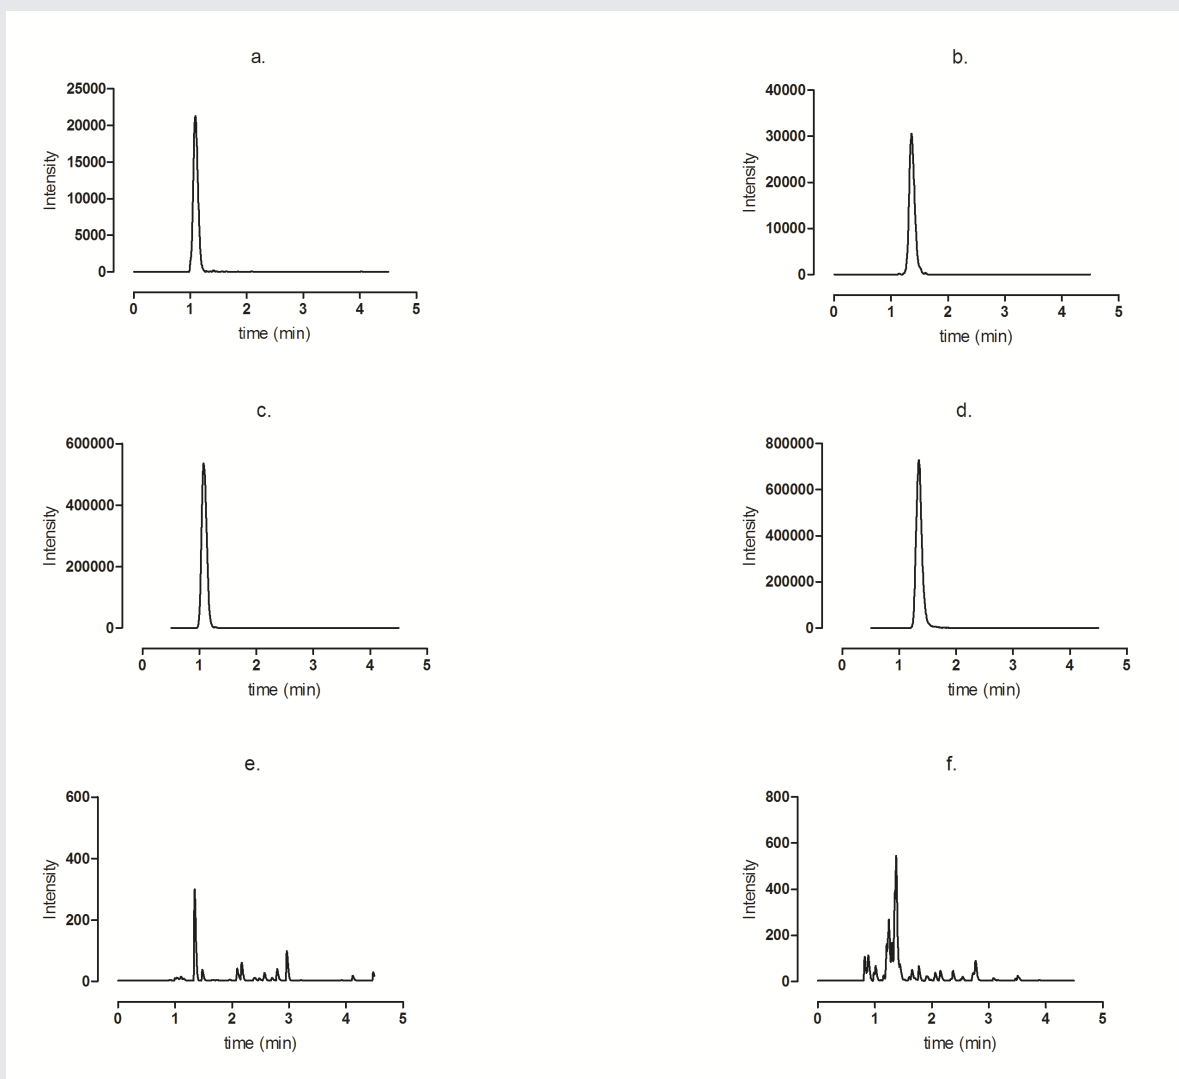 a.
25000
20000
15000
10000
5000
0
Intensity
0 1 2 3 4 5
time (min)
b.
40000
30000
20000
10000
0
Intensity
0 1 2 3 4 5
time (min)
c.
600000
400000
200000
0
Intensity
0 1 2 3 4 5
time (min)
d.
800000
600000
400000
200000
0
Intensity
0 1 2 3 4 5
time (min)
e.
600
400
200
0
Intensity
0 1 2 3 4 5
time (min)
f.
800
600
400
200
0
Intensity
0 1 2 3 4 5
time (min)